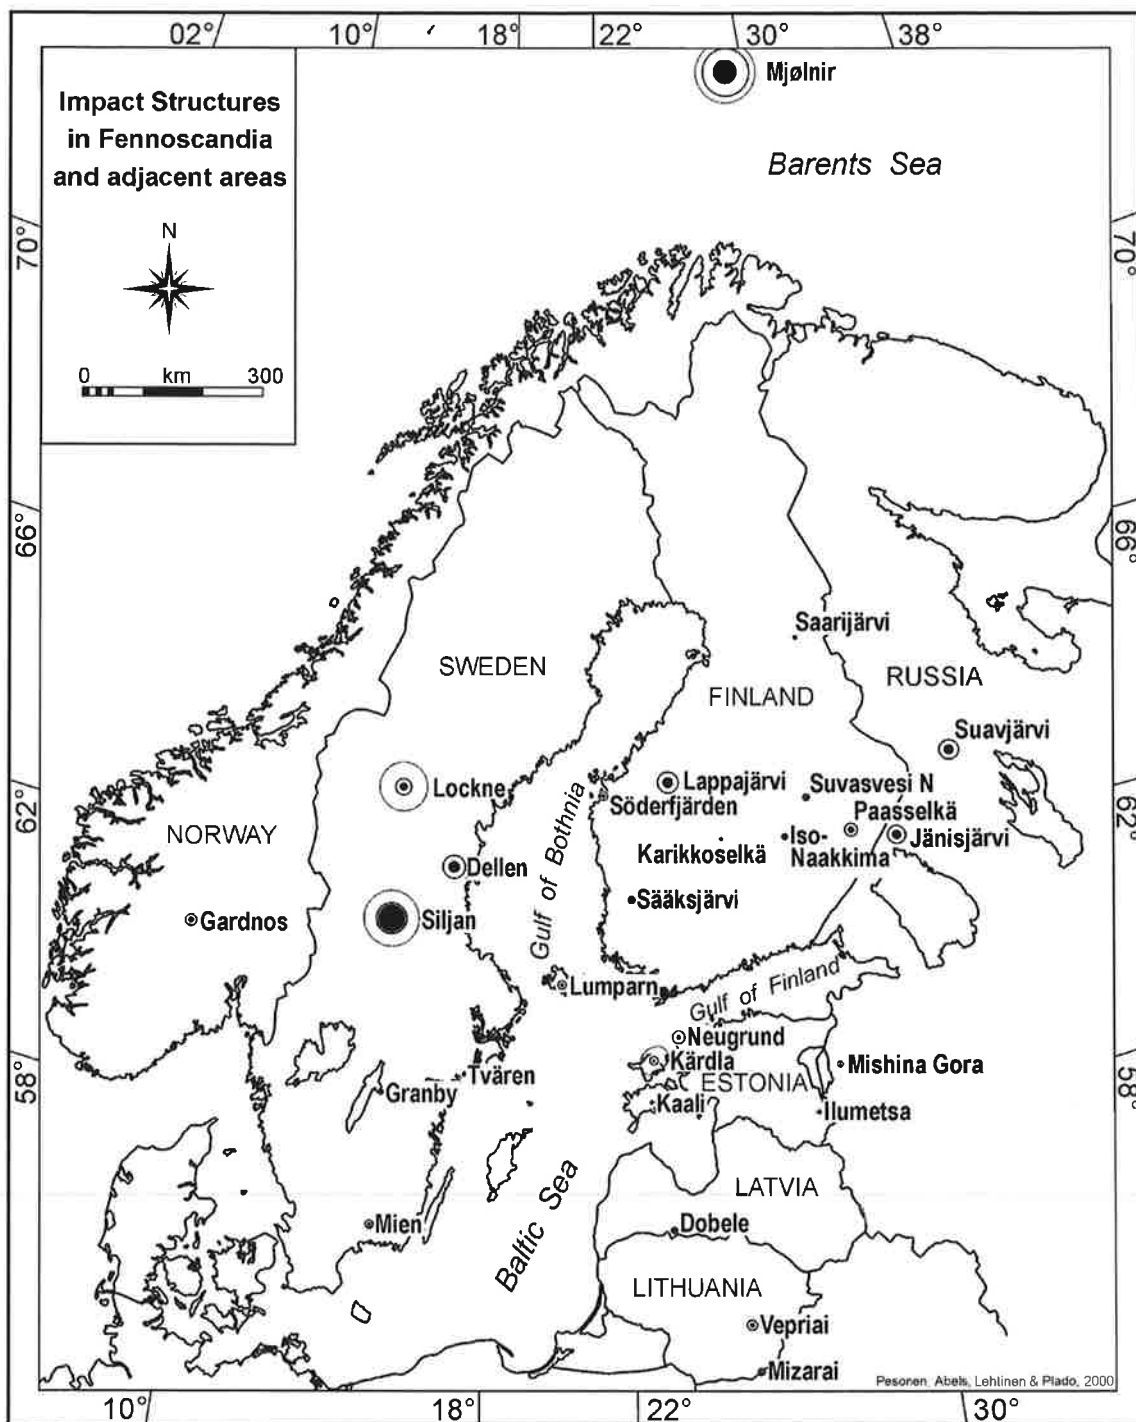 02° 10° 18° 22° 30° 38°
Impact Structures
in Fennoscandia
and adjacent areas
N
0 km 300
Mjølnir
Barents Sea
70° 70°
66° 66°
Saarijärvi
SWEDEN
RUSSIA
FINLAND
Suavjärvi
Lockne
Lappajärvi
Suvasvesi N
Söderfjärden
Paasselkä
62° 62°
NORWAY
Iso-
Naakkima
Jänisjärvi
Karikkoselkä
Dellen
Gulf of Bothnia
Sääksjärvi
Gardnos
Siljan
Lumparn
Gulf of Finland
Neugrund
Kärdla
Mishina Gora
58° 58°
Tvären
ESTONIA
Granby
Kaali
Ilumetsa
LATVIA
Mien
Dobele
Baltic Sea
LITHUANIA
Vepriai
Mizarai
Pesonen, Abels, Lehtinen & Plado, 2000
10° 18° 22° 30°